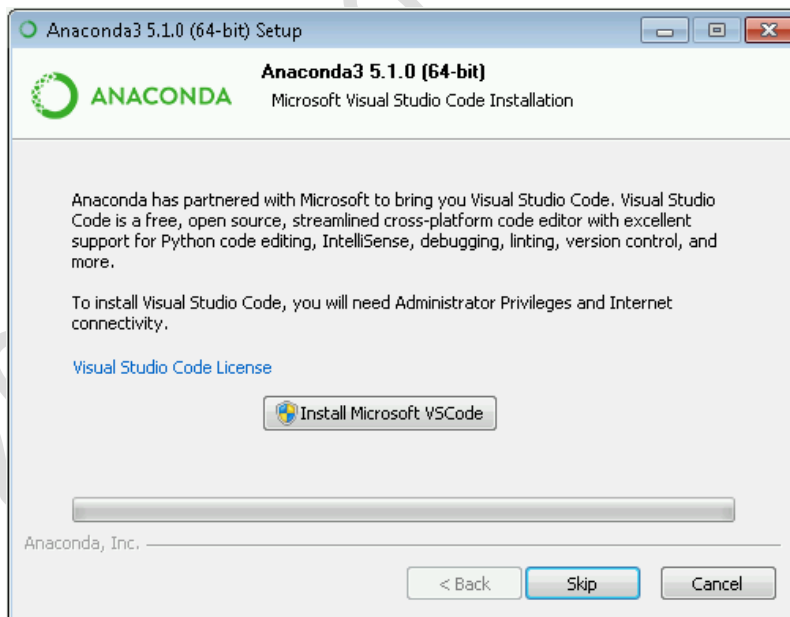 Anaconda3 5.1.0 (64-bit) Setup
Anaconda3 5.1.0 (64-bit)
ANACONDA
Microsoft Visual Studio Code Installation
Anaconda has partnered with Microsoft to bring you Visual Studio Code. Visual Studio
Code is a free, open source, streamlined cross-platform code editor with excellent
support for Python code editing, IntelliSense, debugging, linting, version control, and
more.
To install Visual Studio Code, you will need Administrator Privileges and Internet
connectivity.
Visual Studio Code License
Install Microsoft VSCode
Anaconda, Inc.
< Back
Skip
Cancel